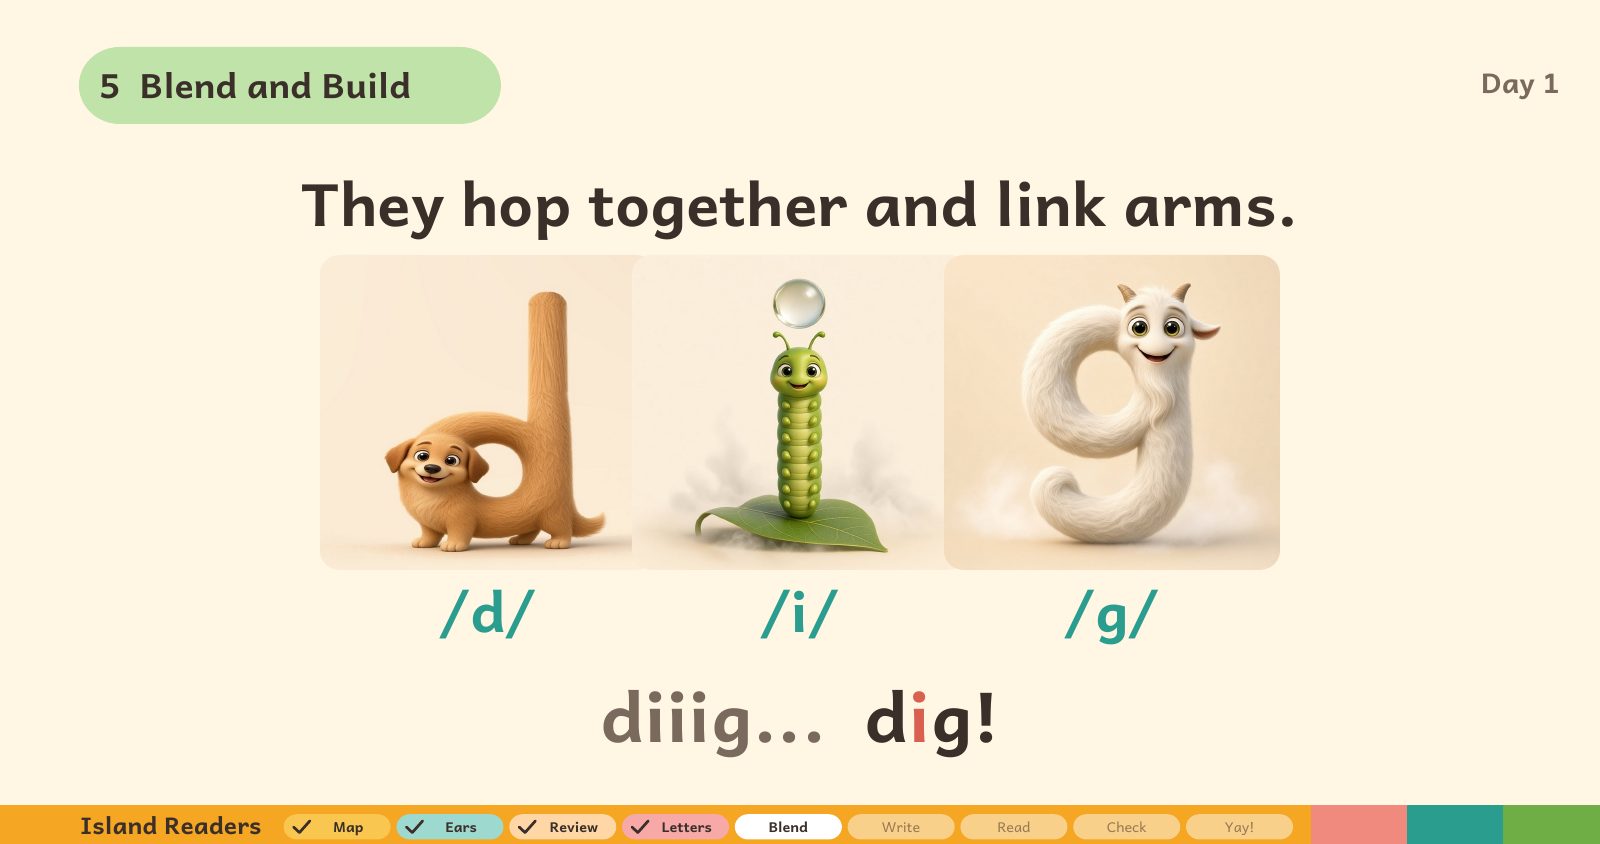 5 Blend and Build
Day 1
They hop together and link arms.
/d/ /i/ /g/
diiig... dig!
Island Readers Map Ears Review Letters Blend Write Read Check Yay!